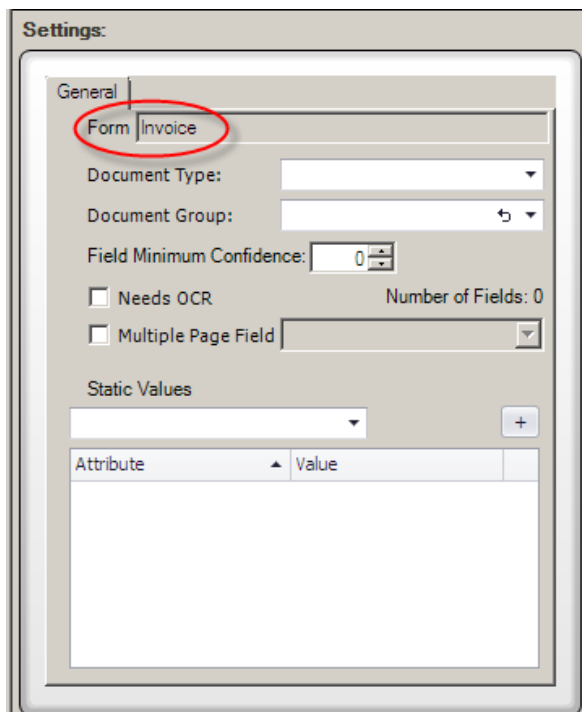 Settings:
General
Form Invoice
Document Type:
Document Group:
Field Minimum Confidence: 0
Needs OCR Number of Fields: 0
Multiple Page Field
Static Values
+
Attribute Value